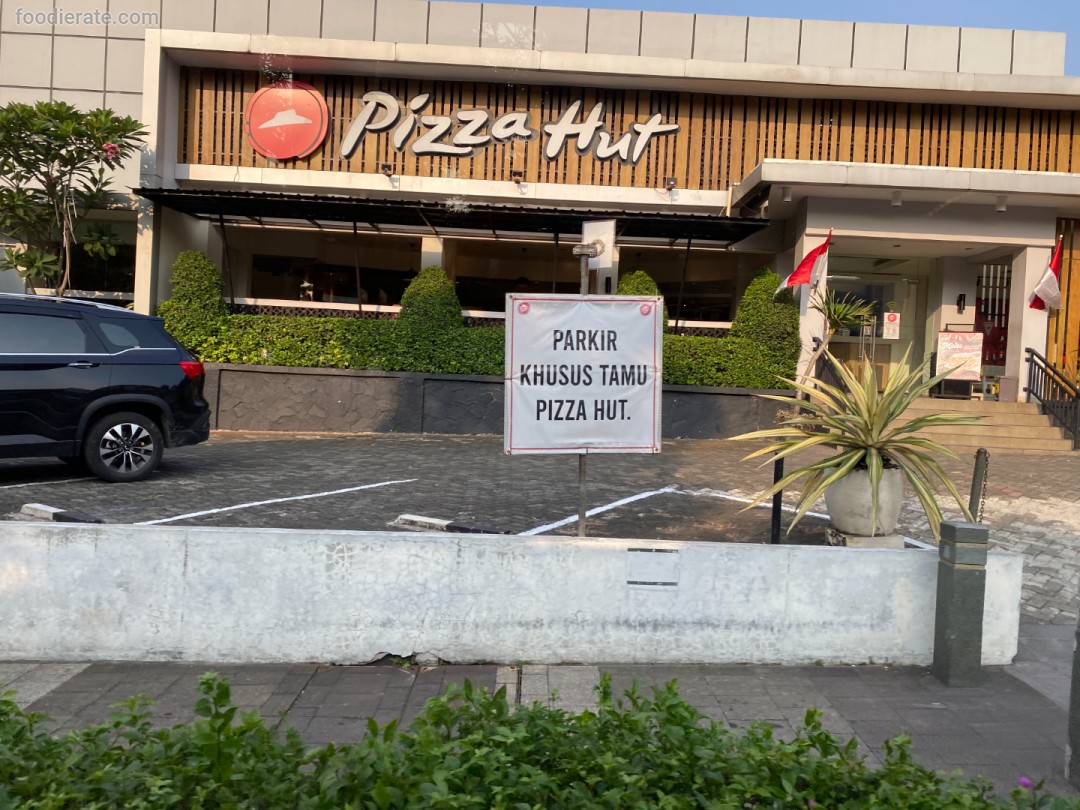 foodierate.com
Pizza Hut
PARKIR
KHUSUS TAMU
PIZZA HUT.